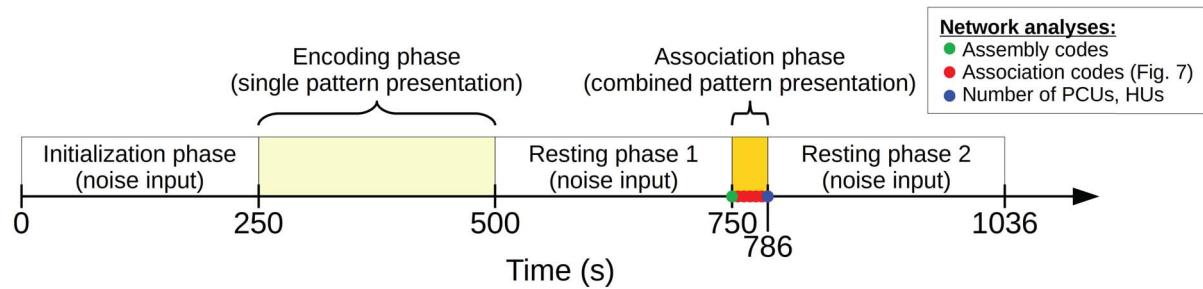 Network analyses:
Assembly codes
Association codes (Fig. 7)
Number of PCUs, HUs
Encoding phase
(single pattern presentation)
Association phase
(combined pattern presentation)
Initialization phase
(noise input)
Resting phase 1
(noise input)
Resting phase 2
(noise input)
0
250
500
750
786
1036
Time (s)